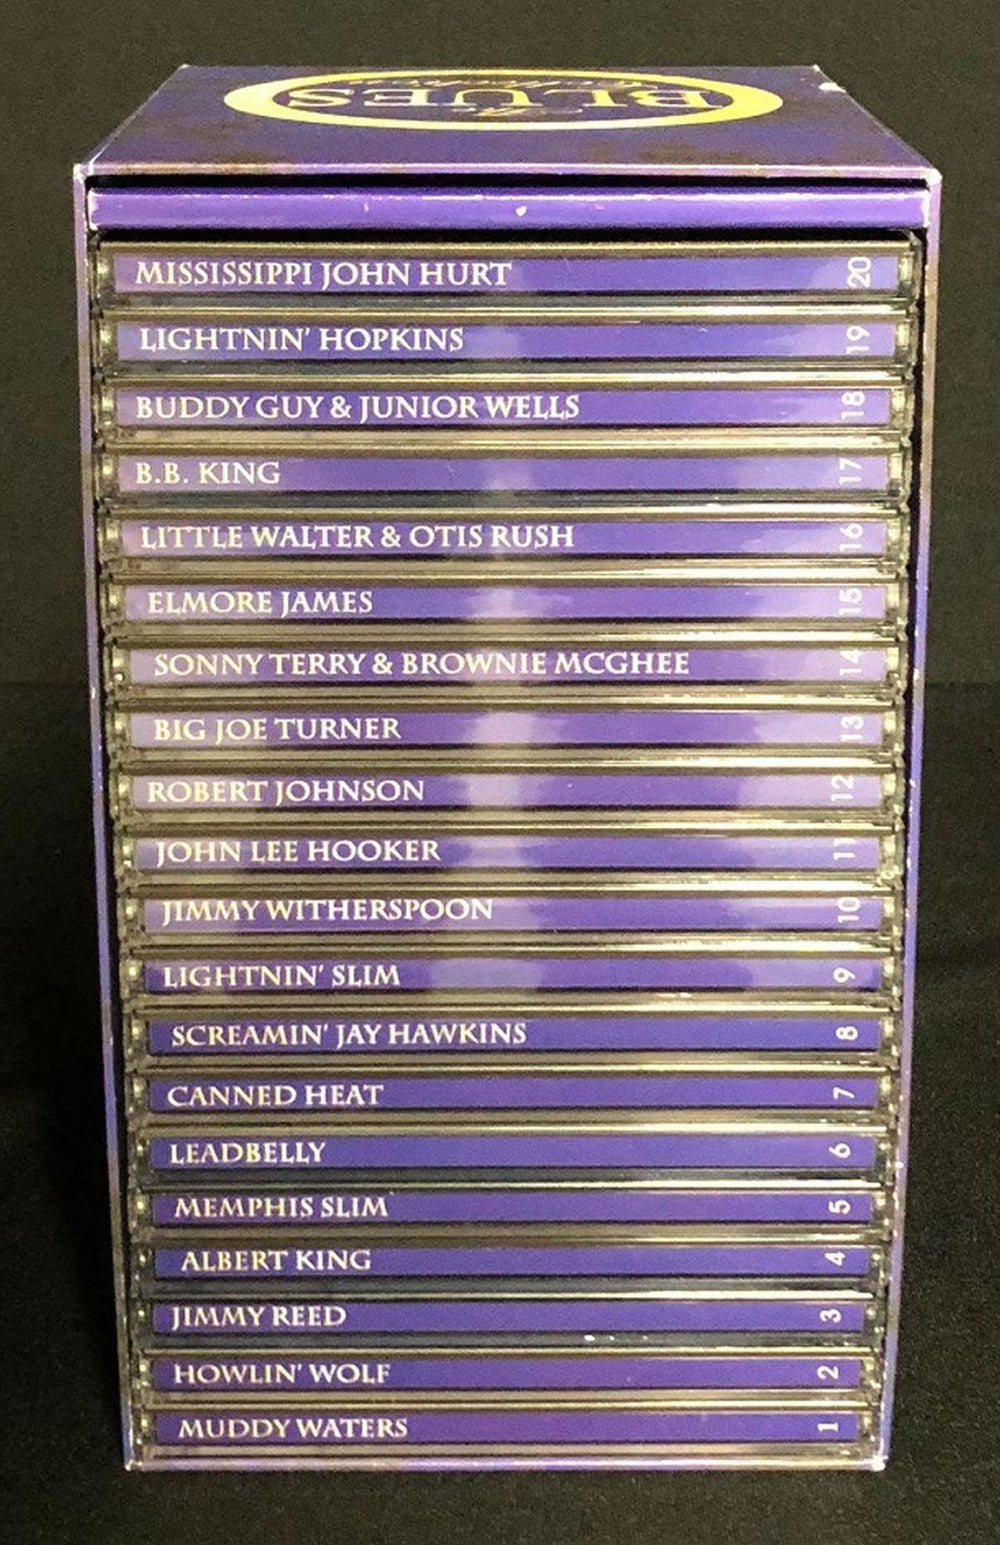 BLUES
MISSISSIPPI JOHN HURT 20
LIGHTNIN' HOPKINS 19
BUDDY GUY & JUNIOR WELLS 18
B.B. KING 17
LITTLE WALTER & OTIS RUSH 16
ELMORE JAMES 15
SONNY TERRY & BROWNIE MCGHEE 14
BIG JOE TURNER 13
ROBERT JOHNSON 12
JOHN LEE HOOKER 11
JIMMY WITHERSPOON 10
LIGHTNIN' SLIM 9
SCREAMIN' JAY HAWKINS 8
CANNED HEAT 7
LEADBELLY 6
MEMPHIS SLIM 5
ALBERT KING 4
JIMMY REED 3
HOWLIN' WOLF 2
MUDDY WATERS 1